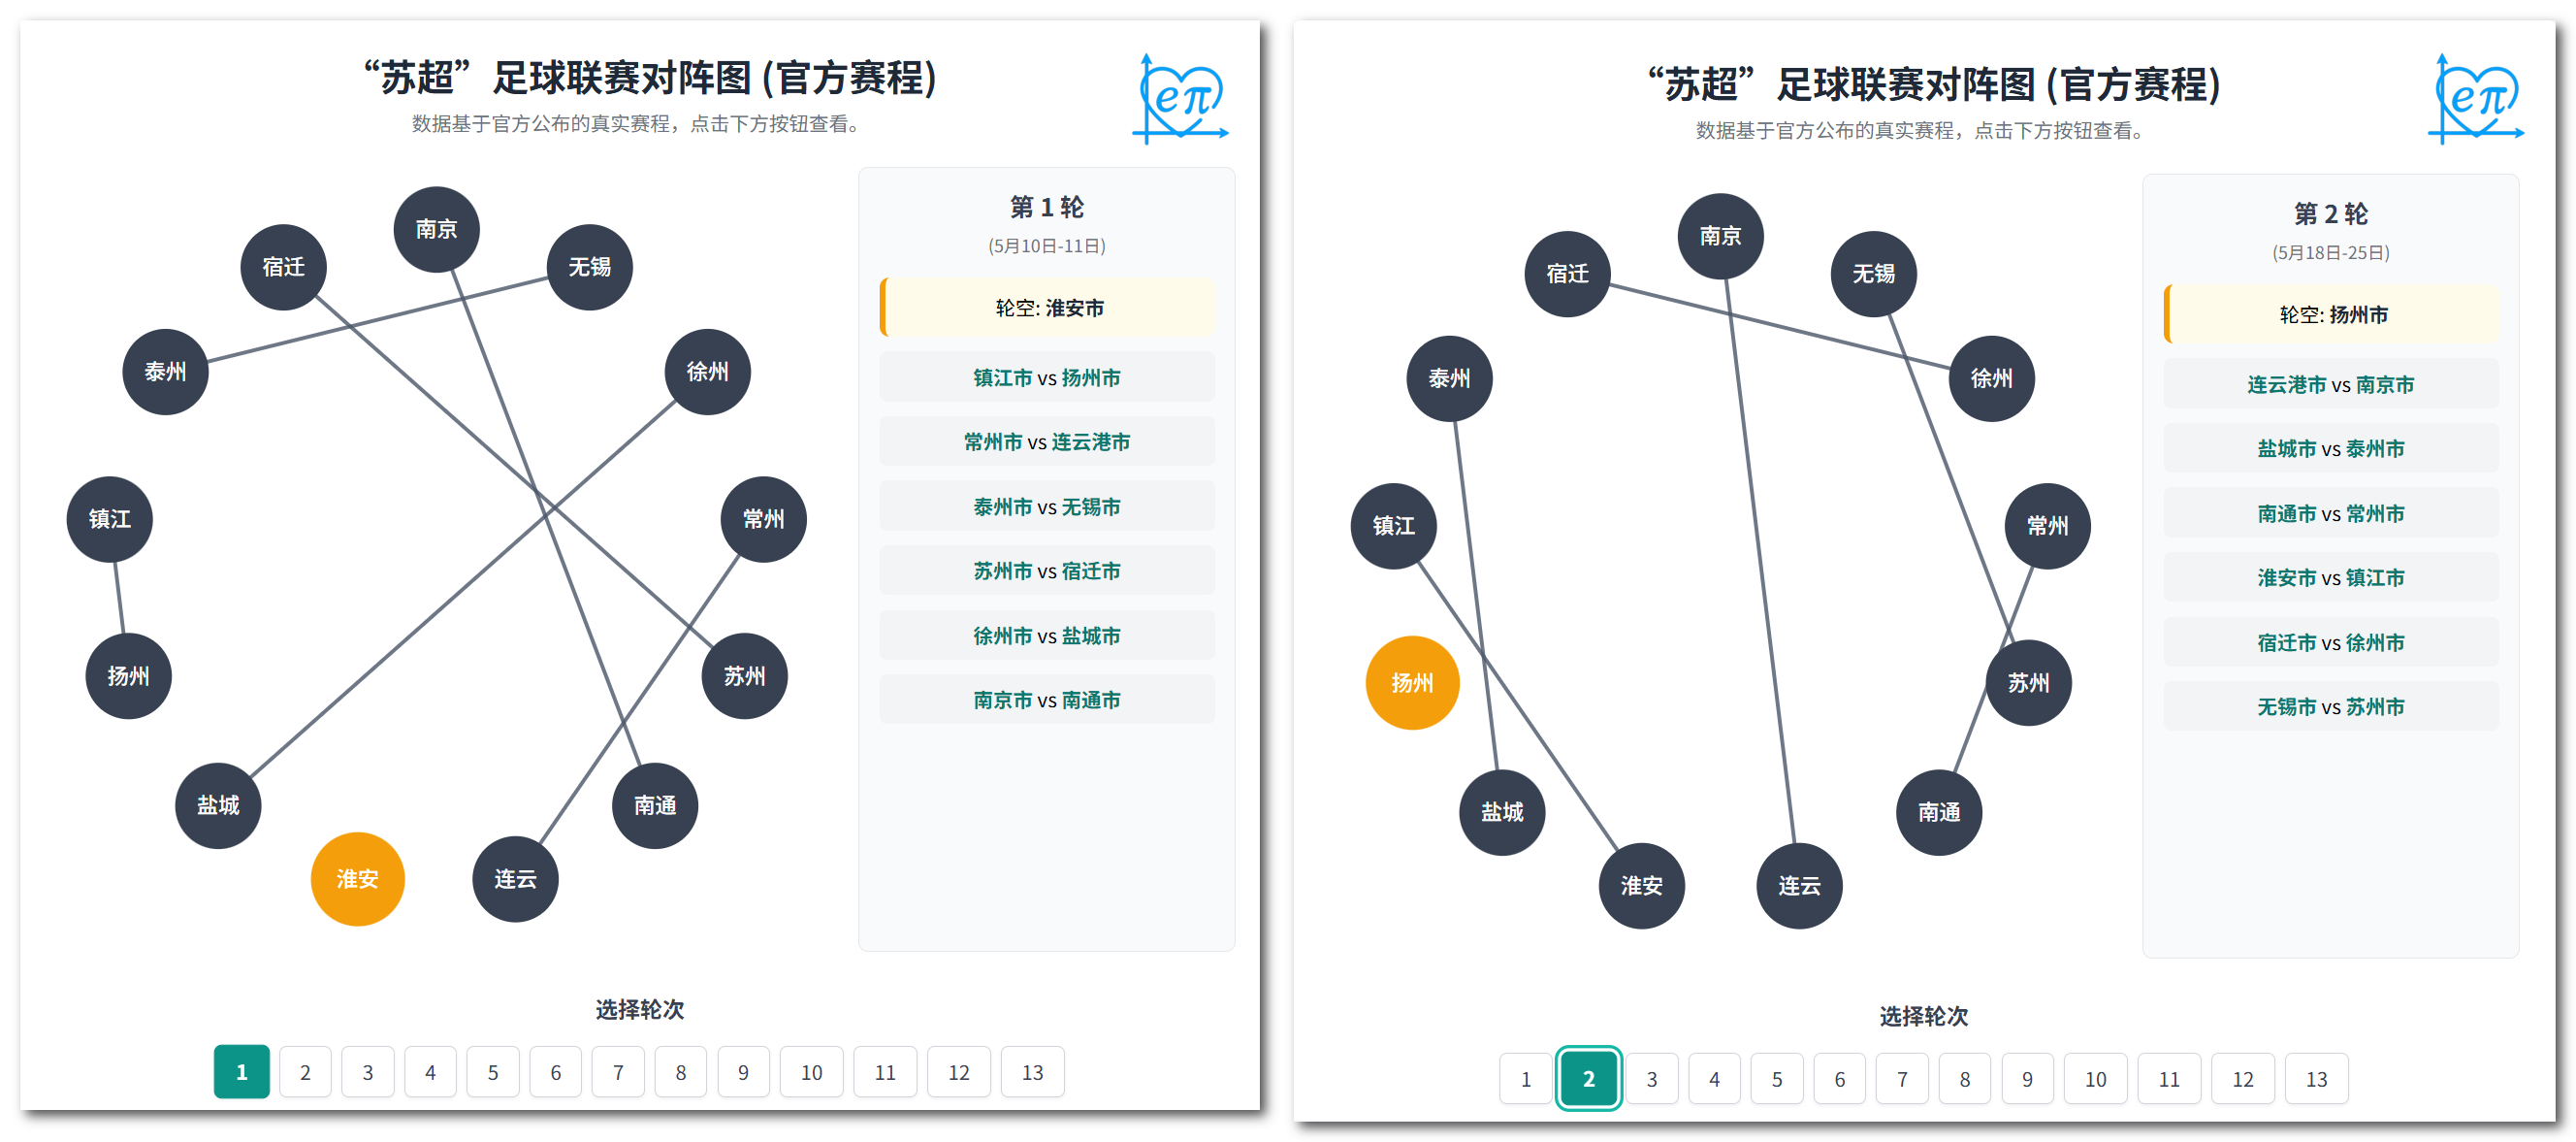 “苏超”足球联赛对阵图 (官方赛程)
数据基于官方公布的真实赛程，点击下方按钮查看。
eπ
南京
宿迁
无锡
泰州
徐州
镇江
常州
扬州
苏州
盐城
南通
淮安
连云
第 1 轮
(5月10日-11日)
轮空: 淮安市
镇江市 vs 扬州市
常州市 vs 连云港市
泰州市 vs 无锡市
苏州市 vs 宿迁市
徐州市 vs 盐城市
南京市 vs 南通市
选择轮次
1 2 3 4 5 6 7 8 9 10 11 12 13
“苏超”足球联赛对阵图 (官方赛程)
数据基于官方公布的真实赛程，点击下方按钮查看。
eπ
南京
宿迁
无锡
泰州
徐州
镇江
常州
扬州
苏州
盐城
南通
淮安
连云
第 2 轮
(5月18日-25日)
轮空: 扬州市
连云港市 vs 南京市
盐城市 vs 泰州市
南通市 vs 常州市
淮安市 vs 镇江市
宿迁市 vs 徐州市
无锡市 vs 苏州市
选择轮次
1 2 3 4 5 6 7 8 9 10 11 12 13